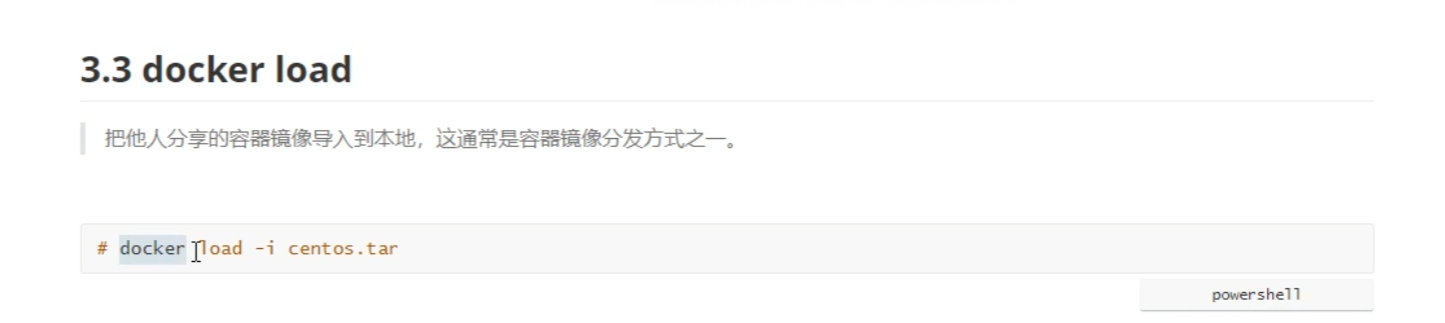 3.3 docker load
把他人分享的容器镜像导入到本地，这通常是容器镜像分发方式之一。
# docker load -i centos.tar
powershell